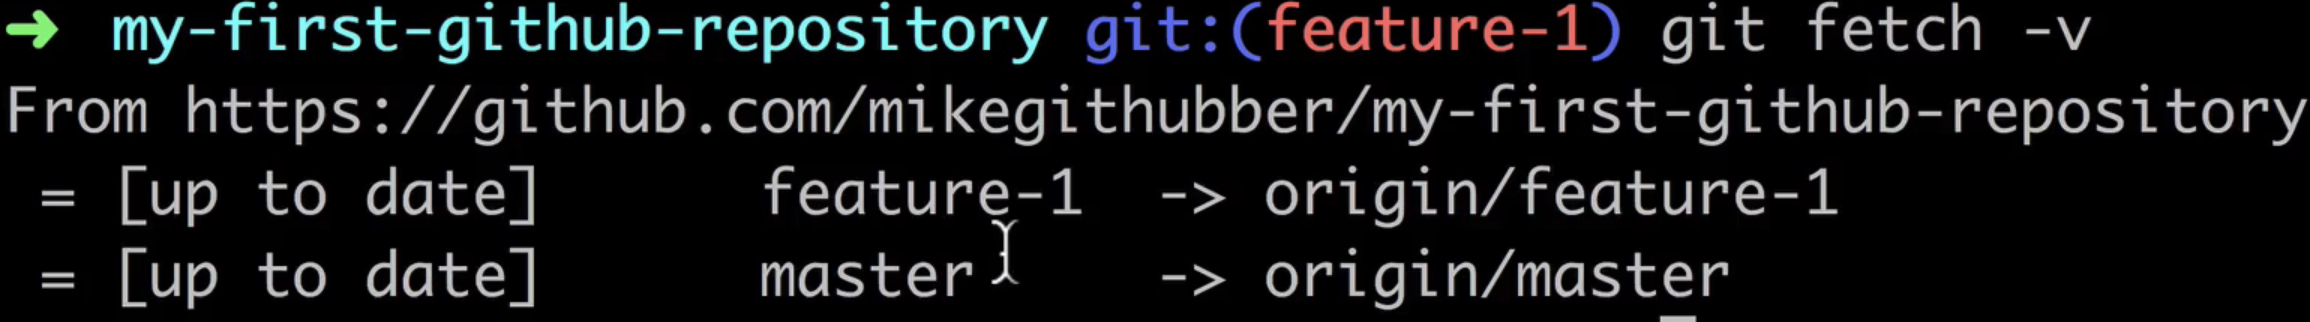 ➜ my-first-github-repository git:(feature-1) git fetch -v
From https://github.com/mikegithubber/my-first-github-repository
= [up to date] feature-1 -> origin/feature-1
= [up to date] master -> origin/master